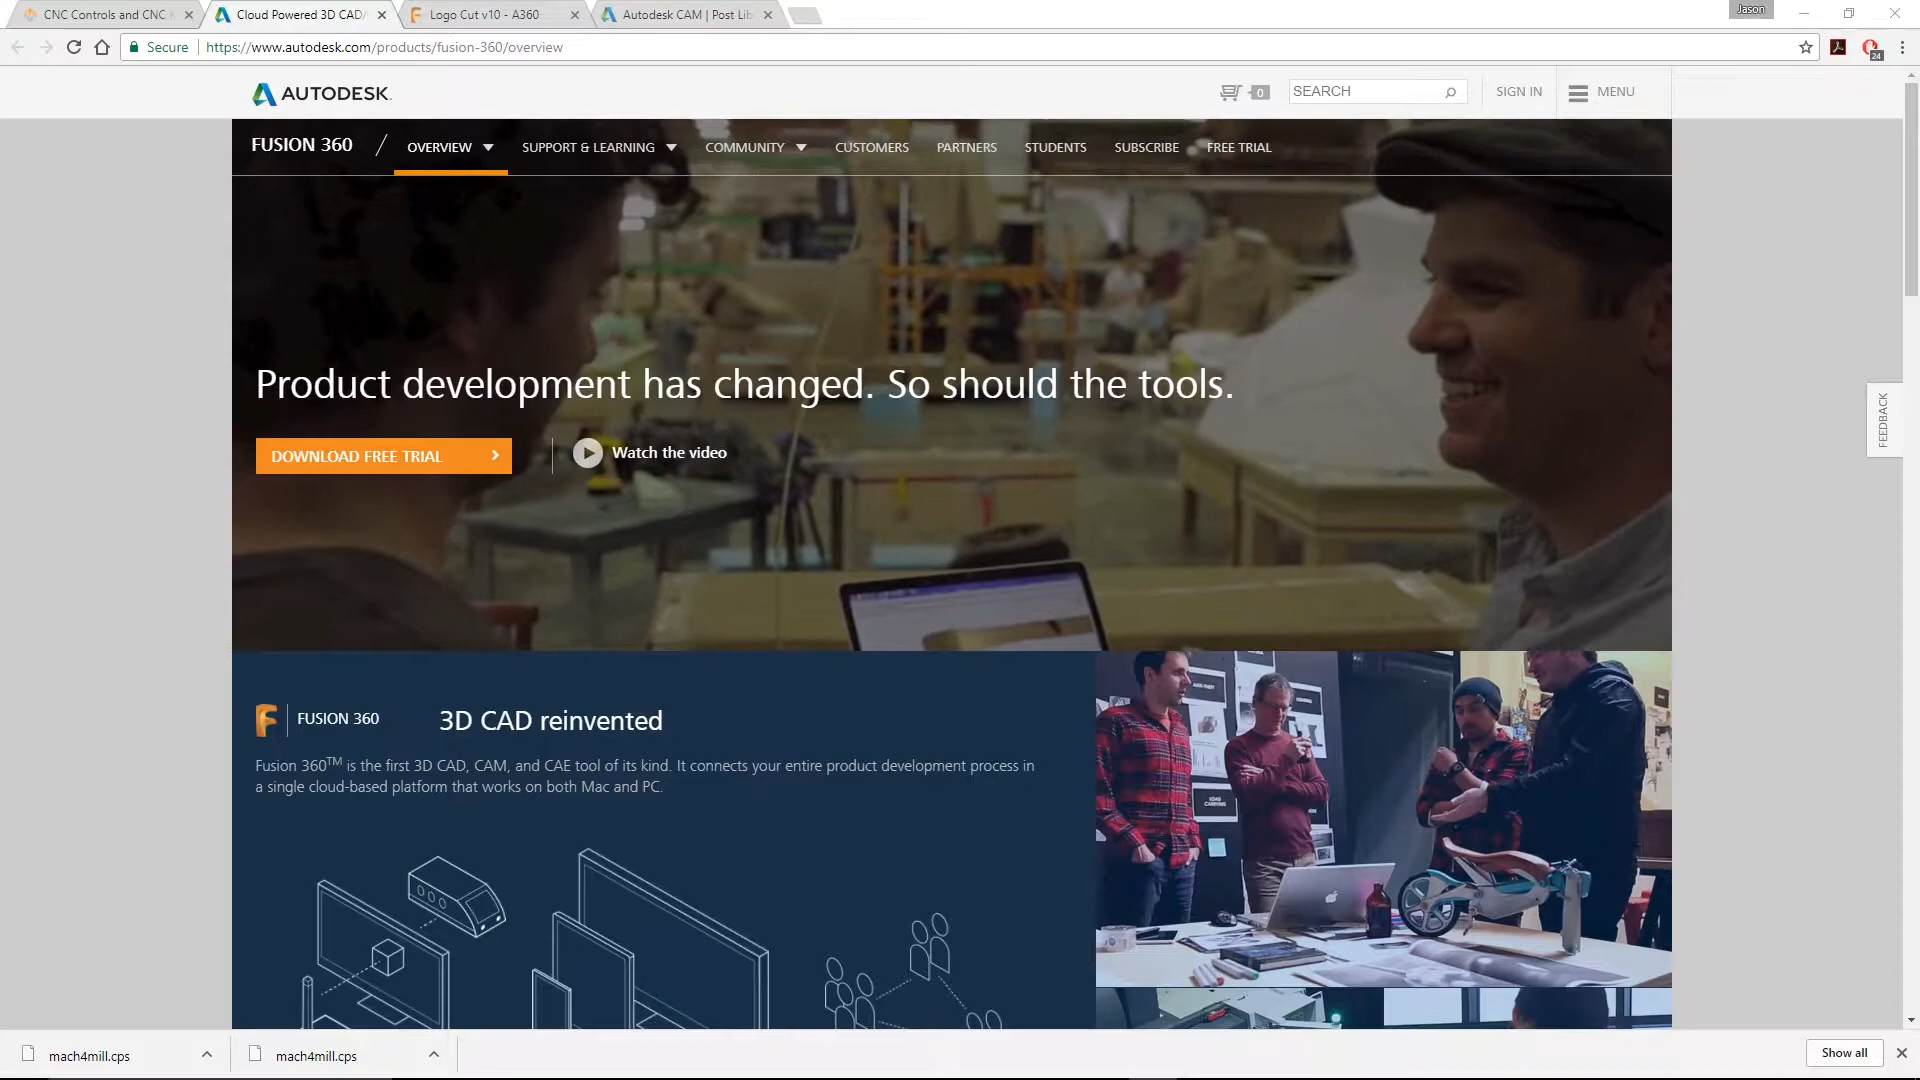 CNC Controls and CNC
Cloud Powered 3D CAD/
Logo Cut v10 - A360
Autodesk CAM | Post Lib
Jason
Secure
https://www.autodesk.com/products/fusion-360/overview
24
AUTODESK.
0
SEARCH
SIGN IN
MENU
FUSION 360 / OVERVIEW
SUPPORT & LEARNING
COMMUNITY
CUSTOMERS
PARTNERS
STUDENTS
SUBSCRIBE
FREE TRIAL
Product development has changed. So should the tools.
DOWNLOAD FREE TRIAL
Watch the video
FEEDBACK
FUSION 360
3D CAD reinvented
Fusion 360TM is the first 3D CAD, CAM, and CAE tool of its kind. It connects your entire product development process in
a single cloud-based platform that works on both Mac and PC.
LOAD
CARRYING
mach4mill.cps
mach4mill.cps
Show all